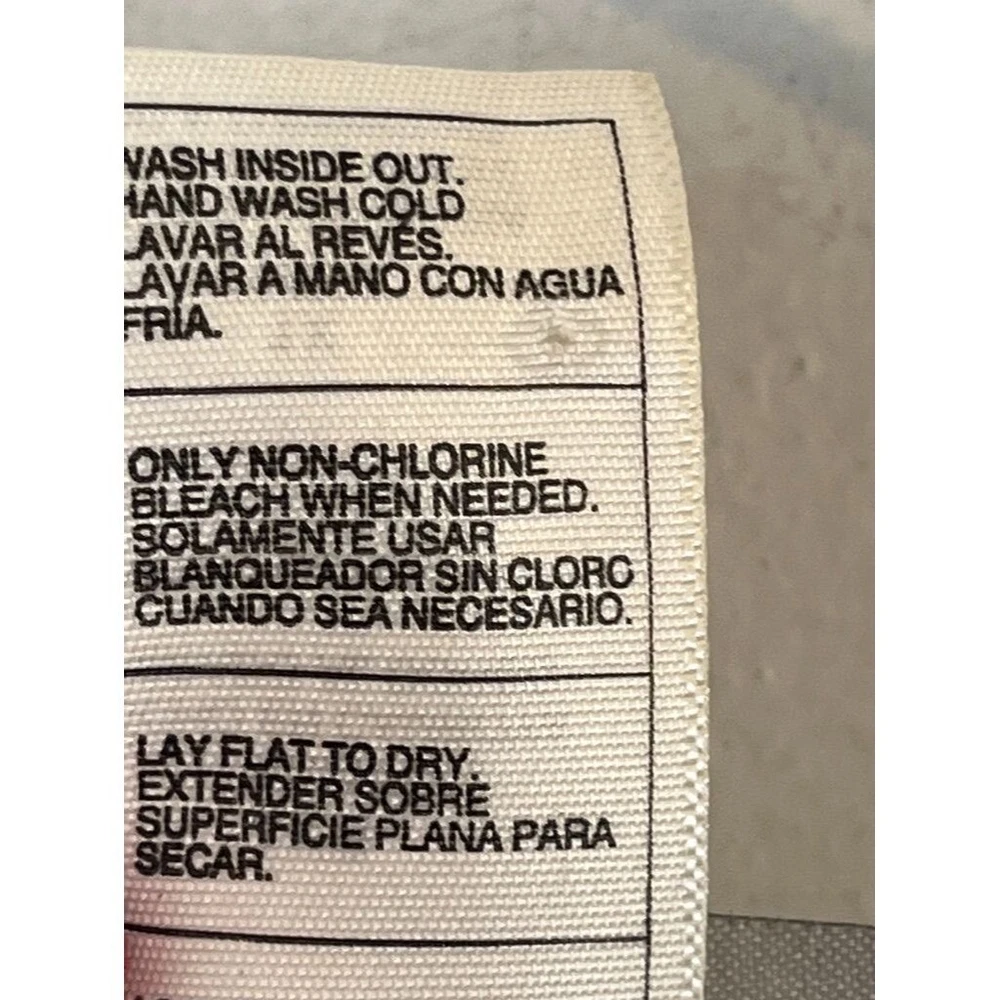 WASH INSIDE OUT.
HAND WASH COLD
LAVAR AL REVÉS.
LAVAR A MANO CON AGUA
FRÍA.
ONLY NON-CHLORINE
BLEACH WHEN NEEDED.
SOLAMENTE USAR
BLANQUEADOR SIN CLORO
CUANDO SEA NECESARIO.
LAY FLAT TO DRY.
EXTENDER SOBRE
SUPERFICIE PLANA PARA
SECAR.